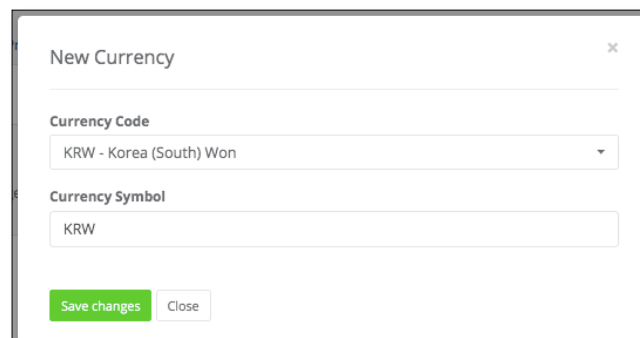 New Currency
×
Currency Code
KRW - Korea (South) Won
Currency Symbol
KRW
Save changes
Close